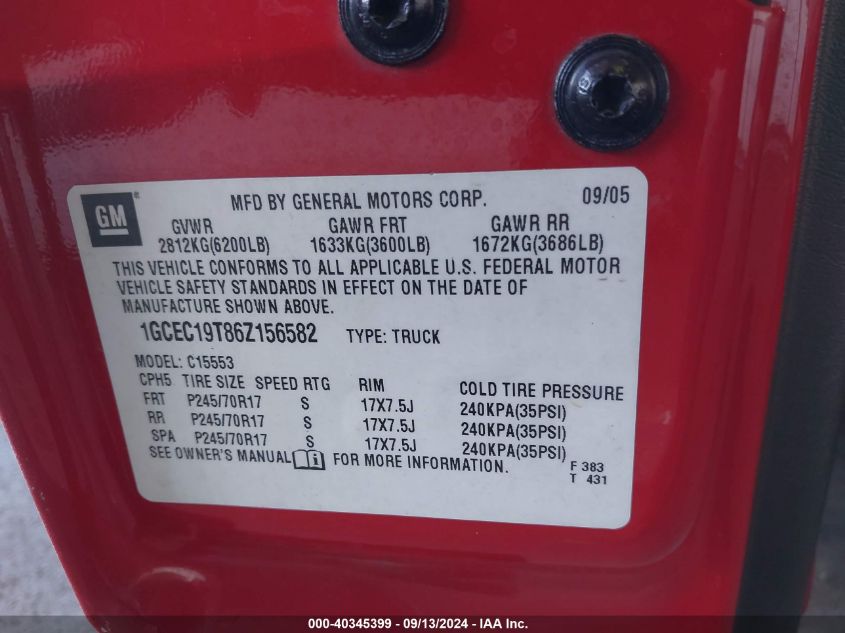 GM ®
MFD BY GENERAL MOTORS CORP. 09/05
GVWR GAWR FRT GAWR RR
2812KG(6200LB) 1633KG(3600LB) 1672KG(3686LB)
THIS VEHICLE CONFORMS TO ALL APPLICABLE U.S. FEDERAL MOTOR
VEHICLE SAFETY STANDARDS IN EFFECT ON THE DATE OF
MANUFACTURE SHOWN ABOVE.
1GCEC19T86Z156582 TYPE: TRUCK
MODEL: C15553
CPH5 TIRE SIZE SPEED RTG RIM COLD TIRE PRESSURE
FRT P245/70R17 S 17X7.5J 240KPA(35PSI)
RR P245/70R17 S 17X7.5J 240KPA(35PSI)
SPA P245/70R17 S 17X7.5J 240KPA(35PSI)
SEE OWNER'S MANUAL i FOR MORE INFORMATION.
F 383
T 431
000-40345399 - 09/13/2024 - IAA Inc.